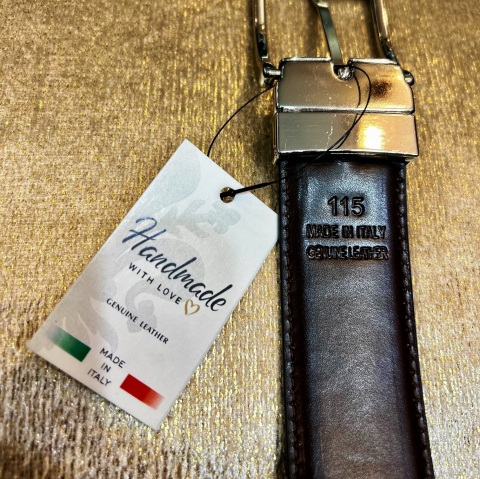 Handmade
WITH LOVE
GENUINE LEATHER
MADE
IN
ITALY
115
MADE IN ITALY
GENUINE LEATHER